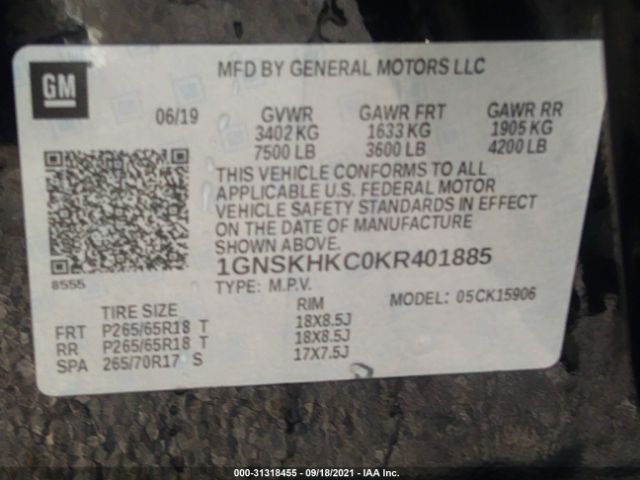 GM
MFD BY GENERAL MOTORS LLC
06/19 GVWR GAWR FRT GAWR RR
3402 KG 1633 KG 1905 KG
7500 LB 3600 LB 4200 LB
THIS VEHICLE CONFORMS TO ALL
APPLICABLE U.S. FEDERAL MOTOR
VEHICLE SAFETY STANDARDS IN EFFECT
ON THE DATE OF MANUFACTURE
SHOWN ABOVE.
1GNSKHKC0KR401885
8555
TYPE: M.P.V. MODEL: 05CK15906
TIRE SIZE RIM
FRT P265/65R18 T 18X8.5J
RR P265/65R18 T 18X8.5J
SPA 265/70R17 S 17X7.5J
000-31318455 - 09/18/2021 - IAA Inc.